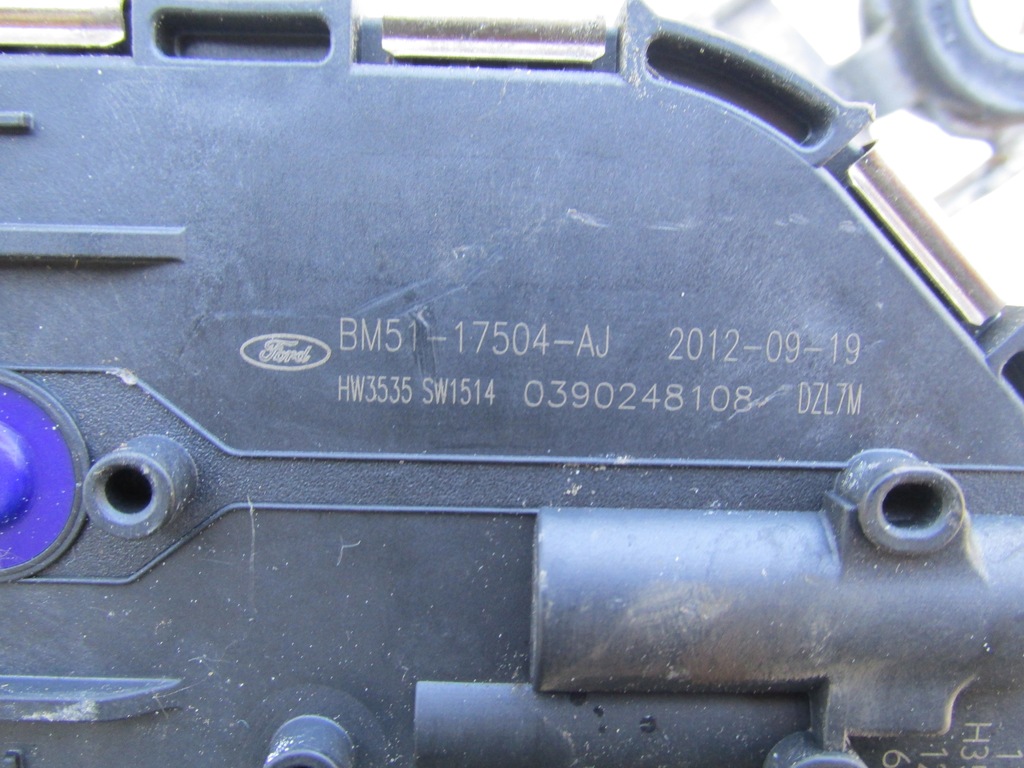 Ford BM51-17504-AJ 2012-09-19
HW3535 SW1514 0390248108 DZL7M